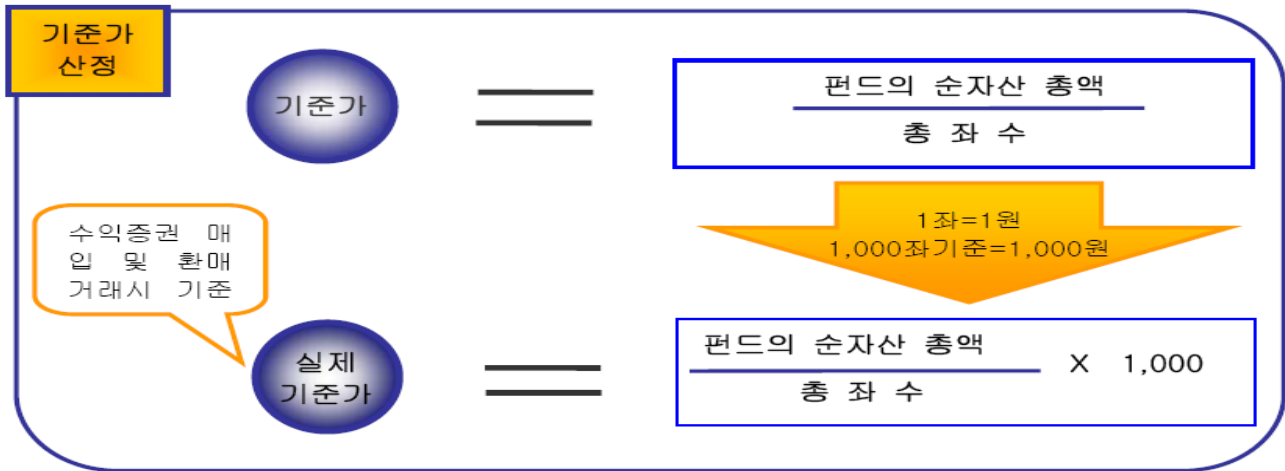 기준가
산정
기준가
펀드의 순자산 총액
총 좌 수
1좌=1원
1,000좌기준=1,000원
수익증권 매
입 및 환매
거래시 기준
실제
기준가
펀드의 순자산 총액
총 좌 수
X 1,000